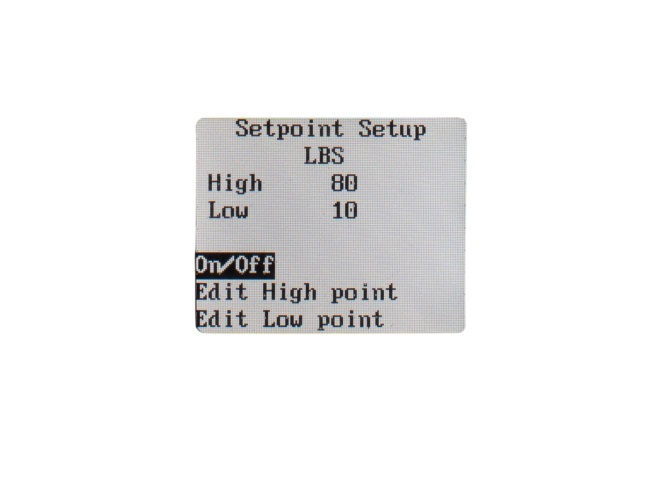 Setpoint Setup
LBS
High 80
Low 10
On/Off
Edit High point
Edit Low point